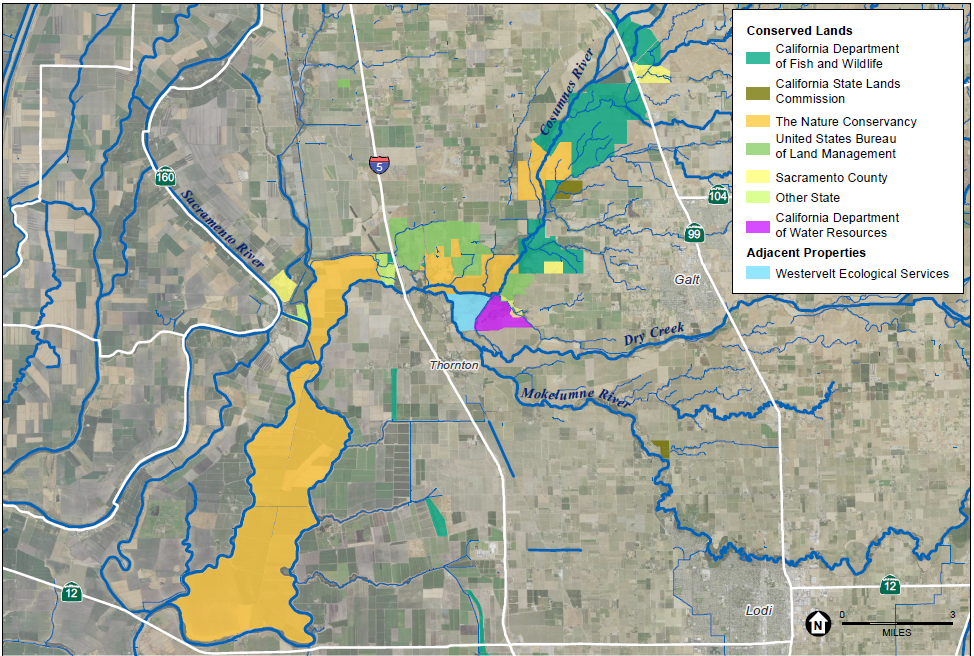 Conserved Lands
California Department
of Fish and Wildlife
California State Lands
Commission
The Nature Conservancy
United States Bureau
of Land Management
Sacramento County
Other State
California Department
of Water Resources
Adjacent Properties
Westervelt Ecological Services
Cosumnes River
5
160
104
Sacramento River
99
Galt
Dry Creek
Thornton
Mokelumne River
12
12
Lodi
N
0 3
MILES